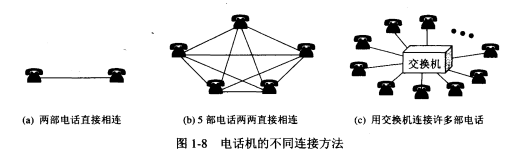 交换机
(a) 两部电话直接相连
(b) 5 部电话两两直接相连
(c) 用交换机连接许多部电话
图 1-8 电话机的不同连接方法